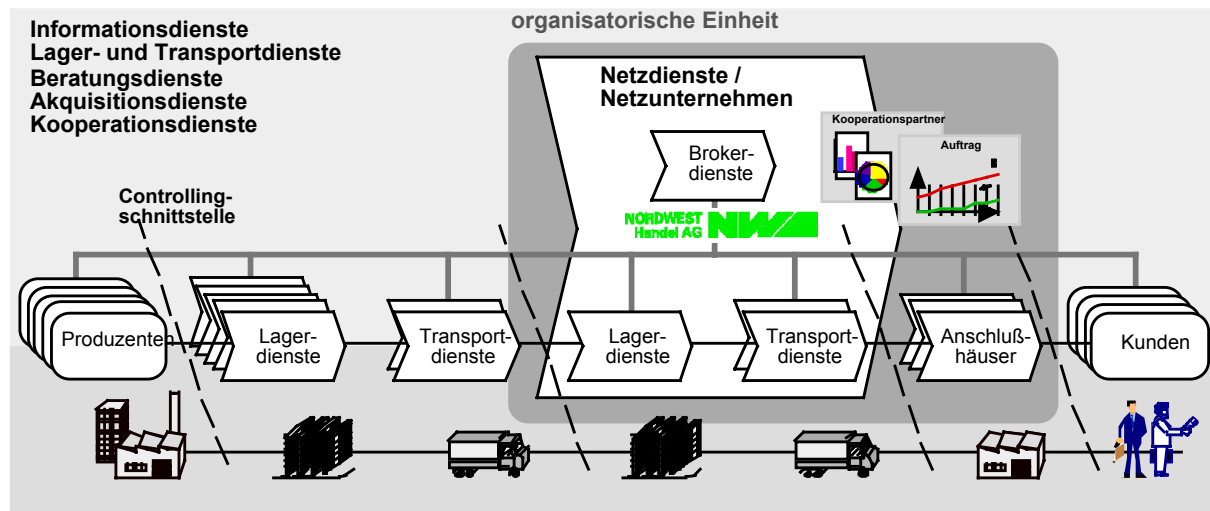 organisatorische Einheit
Informationsdienste
Lager- und Transportdienste
Beratungsdienste
Akquisitionsdienste
Kooperationsdienste
Netzdienste /
Netzunternehmen
Kooperationspartner
Auftrag
Broker-
dienste
Controlling-
schnittstelle
NORDWEST
Handel AG
NW
Produzenten
Lager-
dienste
Transport-
dienste
Lager-
dienste
Transport-
dienste
Anschluß-
häuser
Kunden